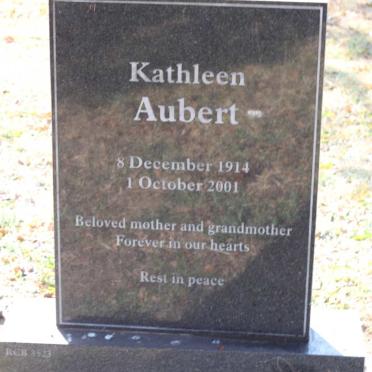 Kathleen
Aubert
8 December 1914
1 October 2001
Beloved mother and grandmother
Forever in our hearts
Rest in peace